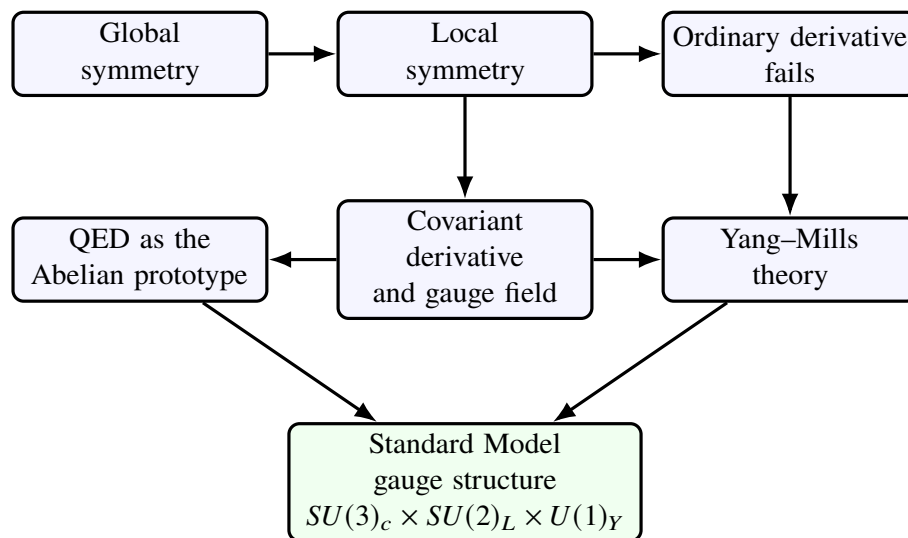 Global
symmetry
Local
symmetry
Ordinary derivative
fails
QED as the
Abelian prototype
Covariant
derivative
and gauge field
Yang–Mills
theory
Standard Model
gauge structure
SU(3)c × SU(2)L × U(1)Y